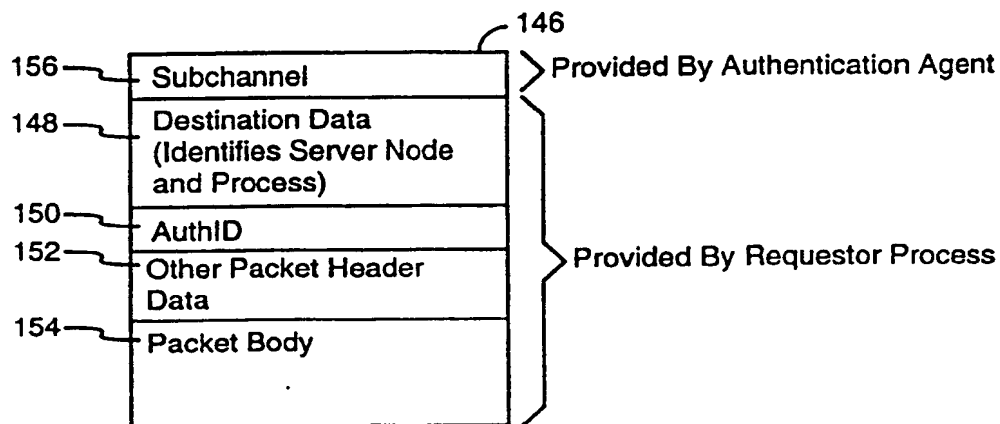 146
156 Subchannel Provided By Authentication Agent
148 Destination Data
(Identifies Server Node
and Process)
150 AuthID
152 Other Packet Header
Data
Provided By Requestor Process
154 Packet Body